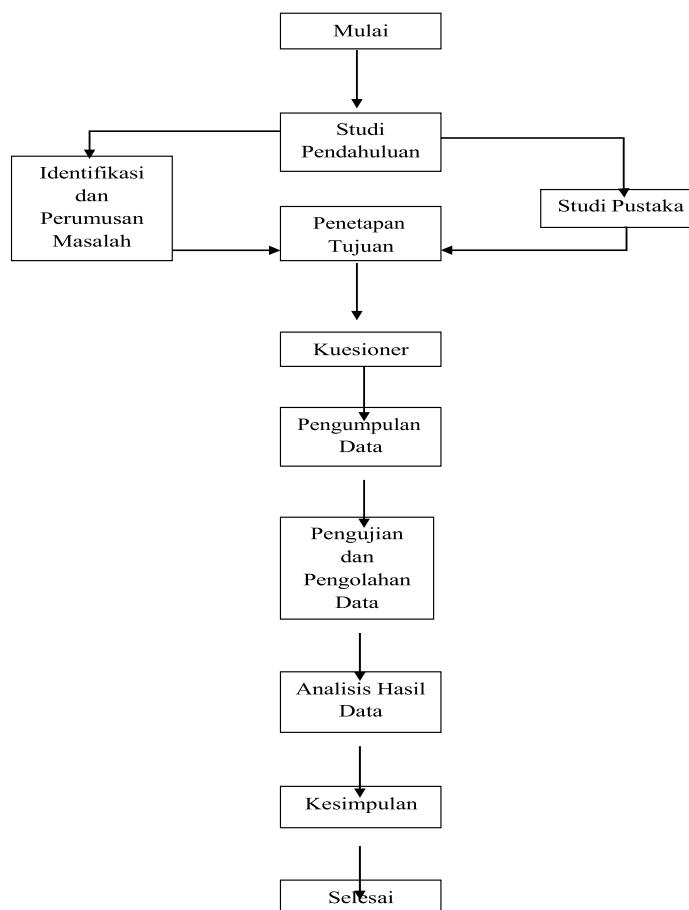 Mulai
Studi
Pendahuluan
Identifikasi
dan
Perumusan
Masalah
Studi Pustaka
Penetapan
Tujuan
Kuesioner
Pengumpulan
Data
Pengujian
dan
Pengolahan
Data
Analisis Hasil
Data
Kesimpulan
Selesai